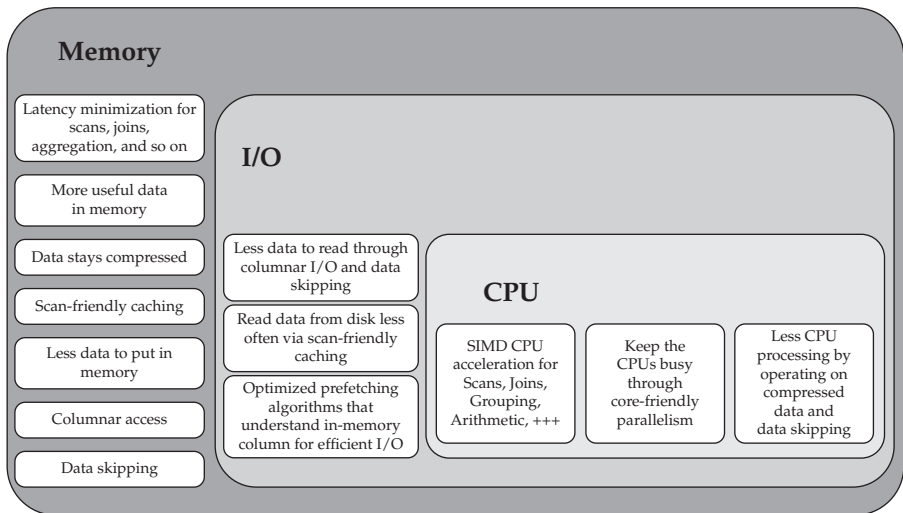 Memory
Latency minimization for
scans, joins,
aggregation, and so on
More useful data
in memory
Data stays compressed
Scan-friendly caching
Less data to put in
memory
Columnar access
Data skipping
I/O
Less data to read through
columnar I/O and data
skipping
Read data from disk less
often via scan-friendly
caching
Optimized prefetching
algorithms that
understand in-memory
column for efficient I/O
CPU
SIMD CPU
acceleration for
Scans, Joins,
Grouping,
Arithmetic, +++
Keep the
CPUs busy
through
core-friendly
parallelism
Less CPU
processing by
operating on
compressed
data and
data skipping